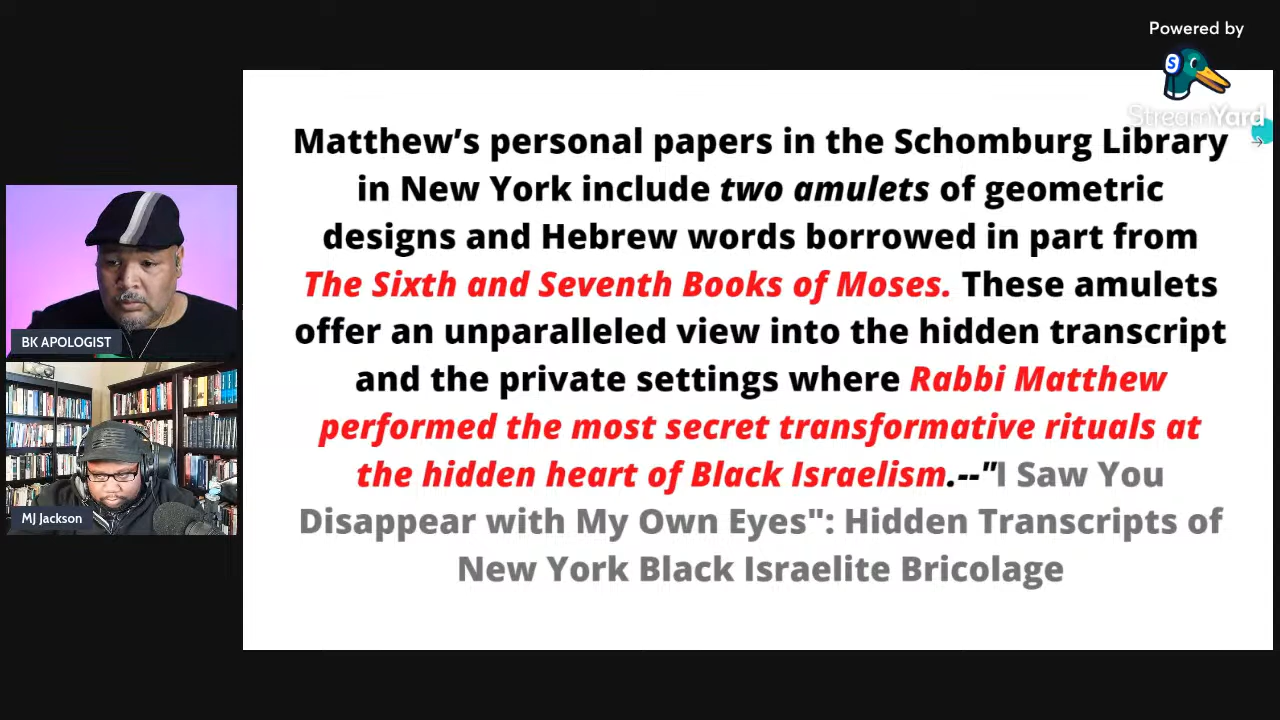 Powered by
StreamYard
Matthew’s personal papers in the Schomburg Library
in New York include two amulets of geometric
designs and Hebrew words borrowed in part from
The Sixth and Seventh Books of Moses. These amulets
offer an unparalleled view into the hidden transcript
and the private settings where Rabbi Matthew
performed the most secret transformative rituals at
the hidden heart of Black Israelism.--"I Saw You
Disappear with My Own Eyes": Hidden Transcripts of
New York Black Israelite Bricolage
BK APOLOGIST
MJ Jackson